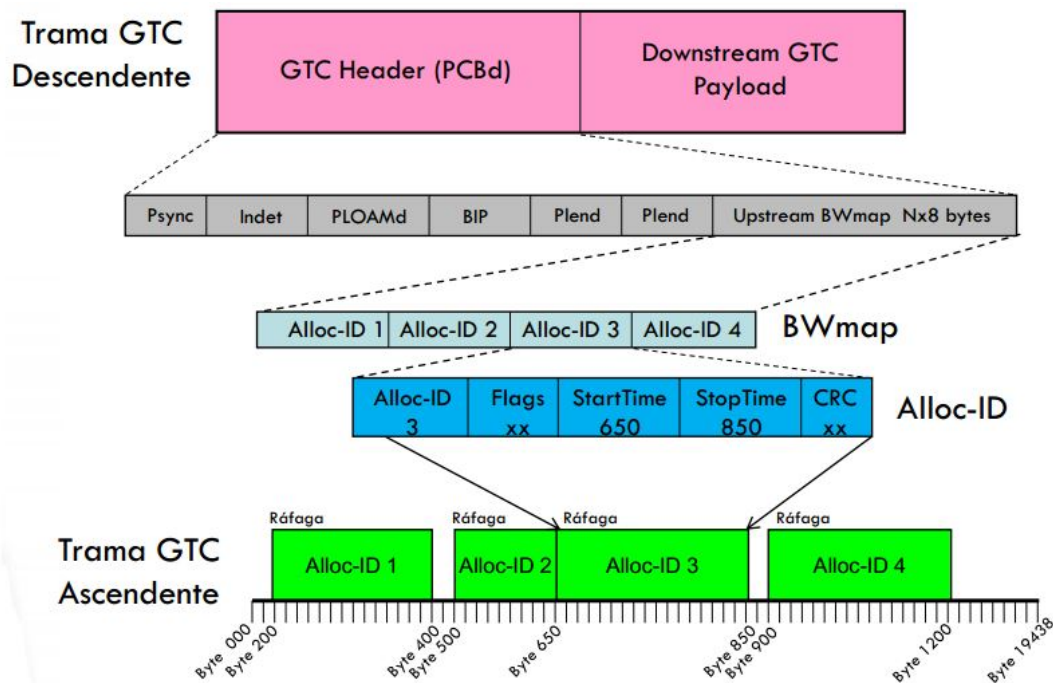 Trama GTC
Descendente
GTC Header (PCBd)
Downstream GTC
Payload
Psync
Indet
PLOAMd
BIP
Plend
Plend
Upstream BWmap Nx8 bytes
Alloc-ID 1
Alloc-ID 2
Alloc-ID 3
Alloc-ID 4
BWmap
Alloc-ID
3
Flags
xx
StartTime
650
StopTime
850
CRC
xx
Alloc-ID
Trama GTC
Ascendente
Ráfaga
Alloc-ID 1
Ráfaga
Alloc-ID 2
Ráfaga
Alloc-ID 3
Ráfaga
Alloc-ID 4
Byte 000
Byte 200
Byte 400
Byte 500
Byte 650
Byte 850
Byte 900
Byte 1200
Byte 19438